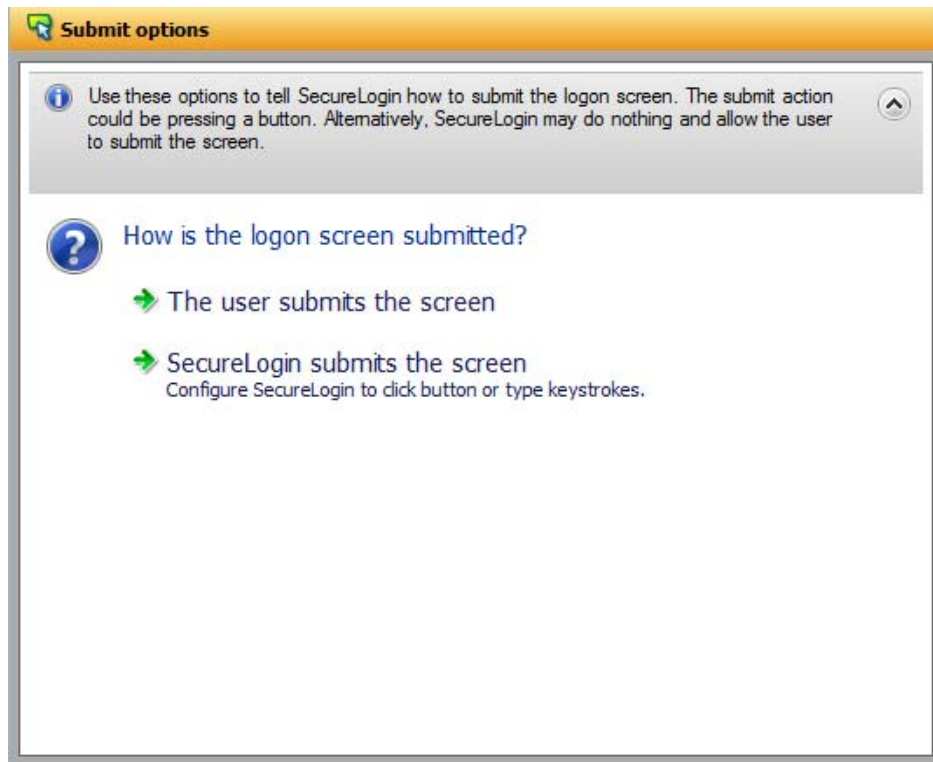 Submit options
Use these options to tell SecureLogin how to submit the logon screen. The submit action
could be pressing a button. Alternatively, SecureLogin may do nothing and allow the user
to submit the screen.
How is the logon screen submitted?
The user submits the screen
SecureLogin submits the screen
Configure SecureLogin to click button or type keystrokes.